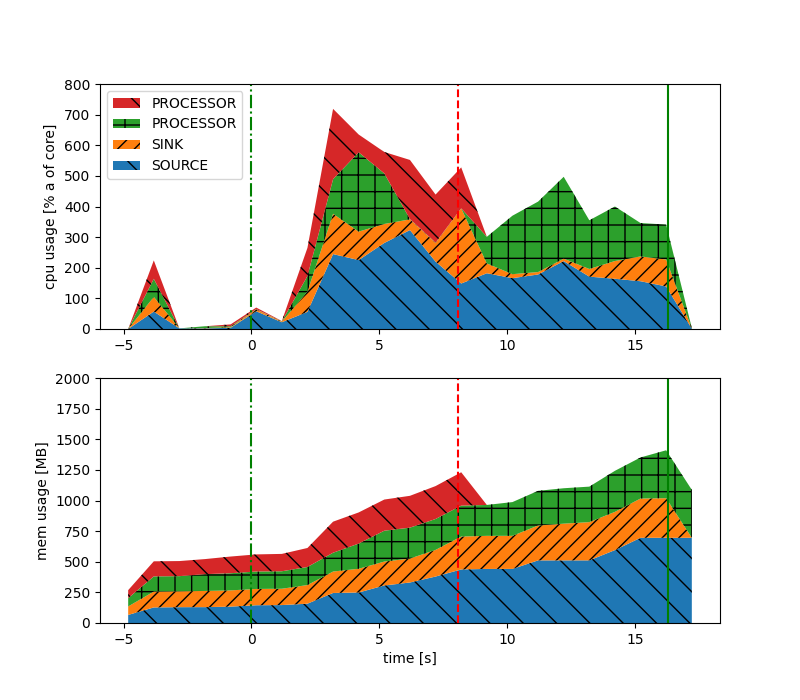 cpu usage [% a of core]
800
700
600
500
400
300
200
100
0
PROCESSOR
PROCESSOR
SINK
SOURCE
−5 0 5 10 15
mem usage [MB]
2000
1750
1500
1250
1000
750
500
250
0
−5 0 5 10 15
time [s]